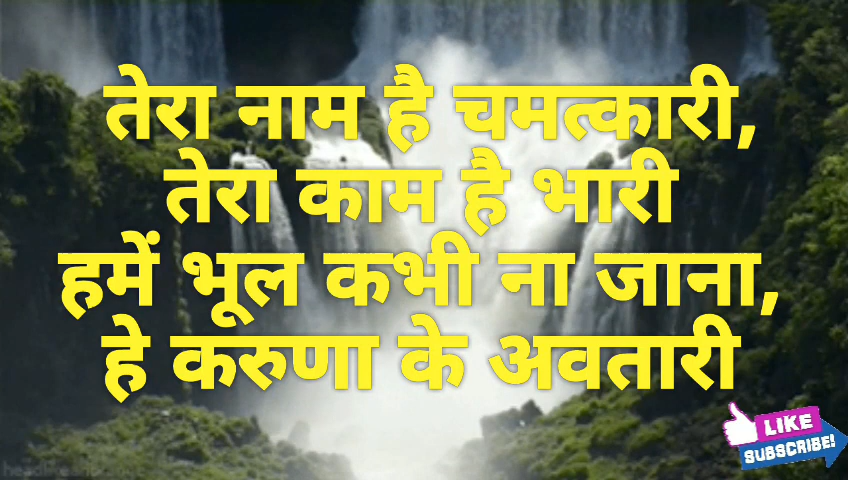 तेरा नाम है चमत्कारी,
तेरा काम है भारी
हमें भूल कभी ना जाना,
हे करुणा के अवतारी
LIKE
SUBSCRIBE!